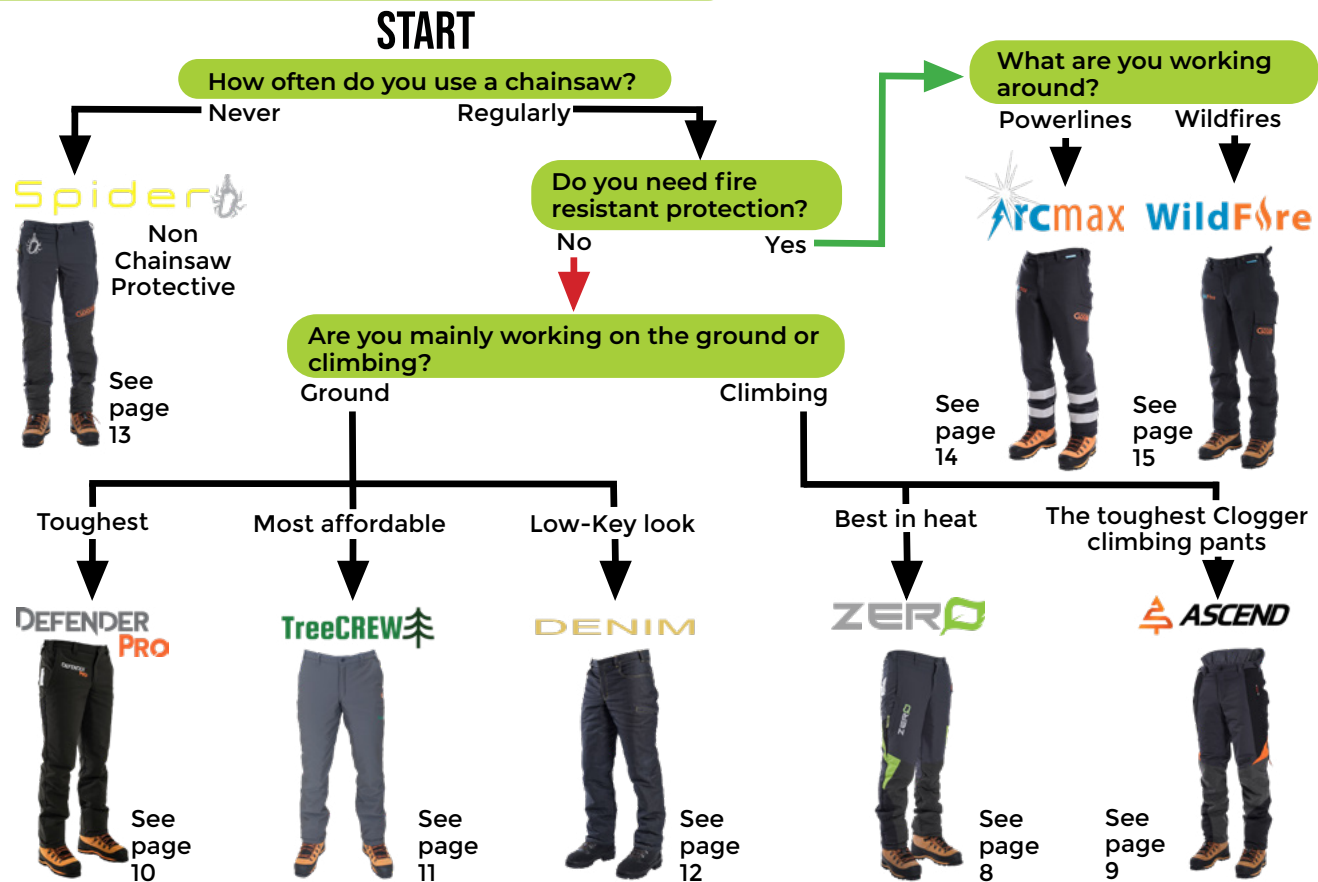 START
How often do you use a chainsaw?
Never
Regularly
What are you working
around?
Powerlines
Wildfires
Spider
Non
Chainsaw
Protective
See
page
13
Do you need fire
resistant protection?
No
Yes
Arcmax
WildFire
See
page
14
See
page
15
Are you mainly working on the ground or
climbing?
Ground
Climbing
Toughest
Most affordable
Low-Key look
Best in heat
The toughest Clogger
climbing pants
DEFENDER
PRO
TreeCREW
DENIM
ZERO
ASCEND
DEFENDER
PRO
ZERO
See
page
10
See
page
11
See
page
12
See
page
8
See
page
9